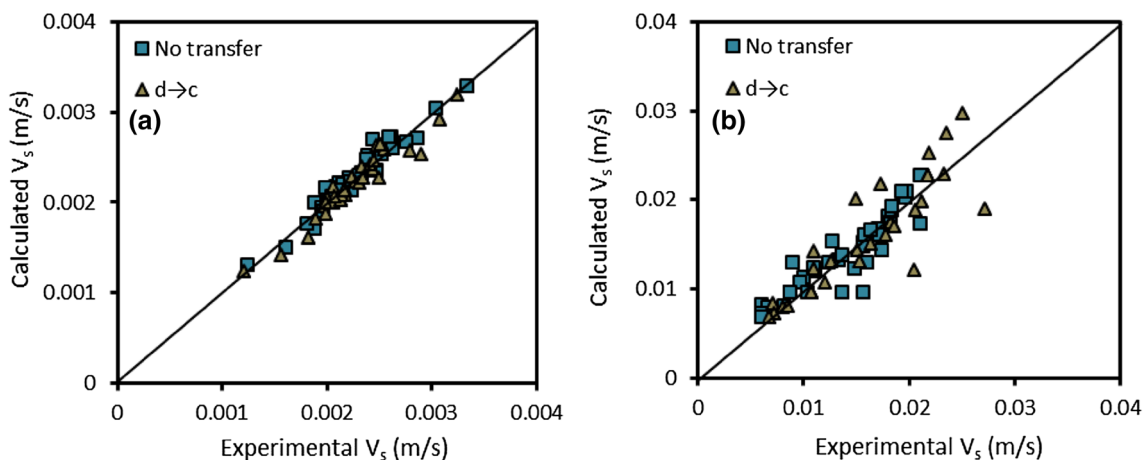 0.004
No transfer
d→c
(a)
0.003
0.002
0.001
0
Calculated Vs (m/s)
0
0.001
0.002
0.003
0.004
Experimental Vs (m/s)
0.04
No transfer
d→c
(b)
0.03
0.02
0.01
0
Calculated Vs (m/s)
0
0.01
0.02
0.03
0.04
Experimental Vs (m/s)